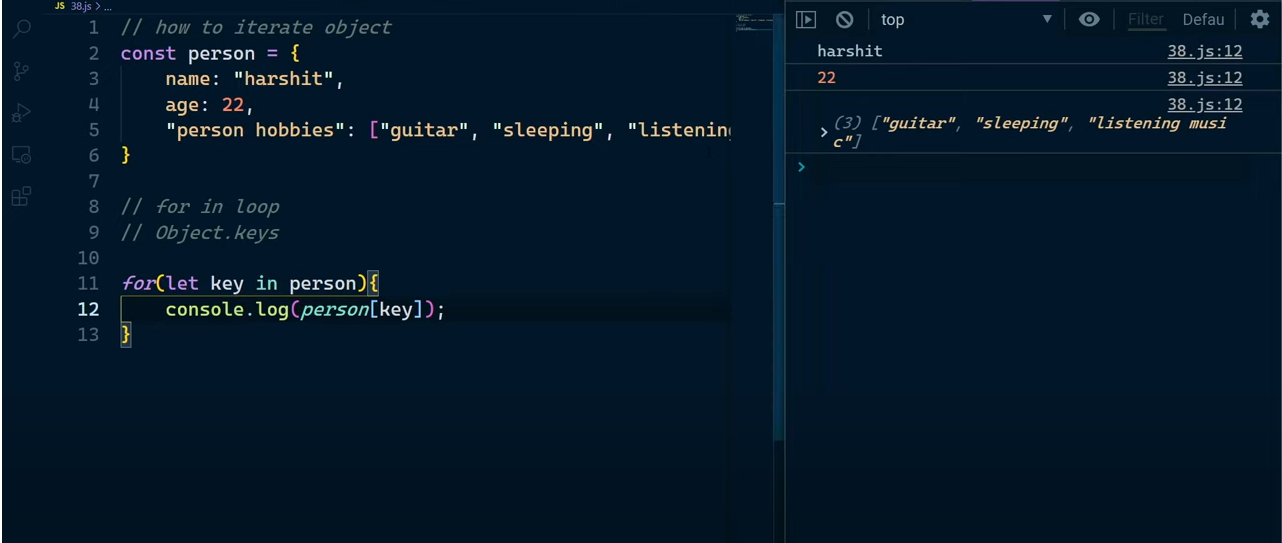 JS 38.js > ...
1 // how to iterate object
2 const person = {
3     name: "harshit",
4     age: 22,
5     "person hobbies": ["guitar", "sleeping", "listening
6 }
7
8 // for in loop
9 // Object.keys
10
11 for(let key in person){
12     console.log(person[key]);
13 }
top Filter Defau
harshit 38.js:12
22 38.js:12
38.js:12
(3) ["guitar", "sleeping", "listening musi
c"]